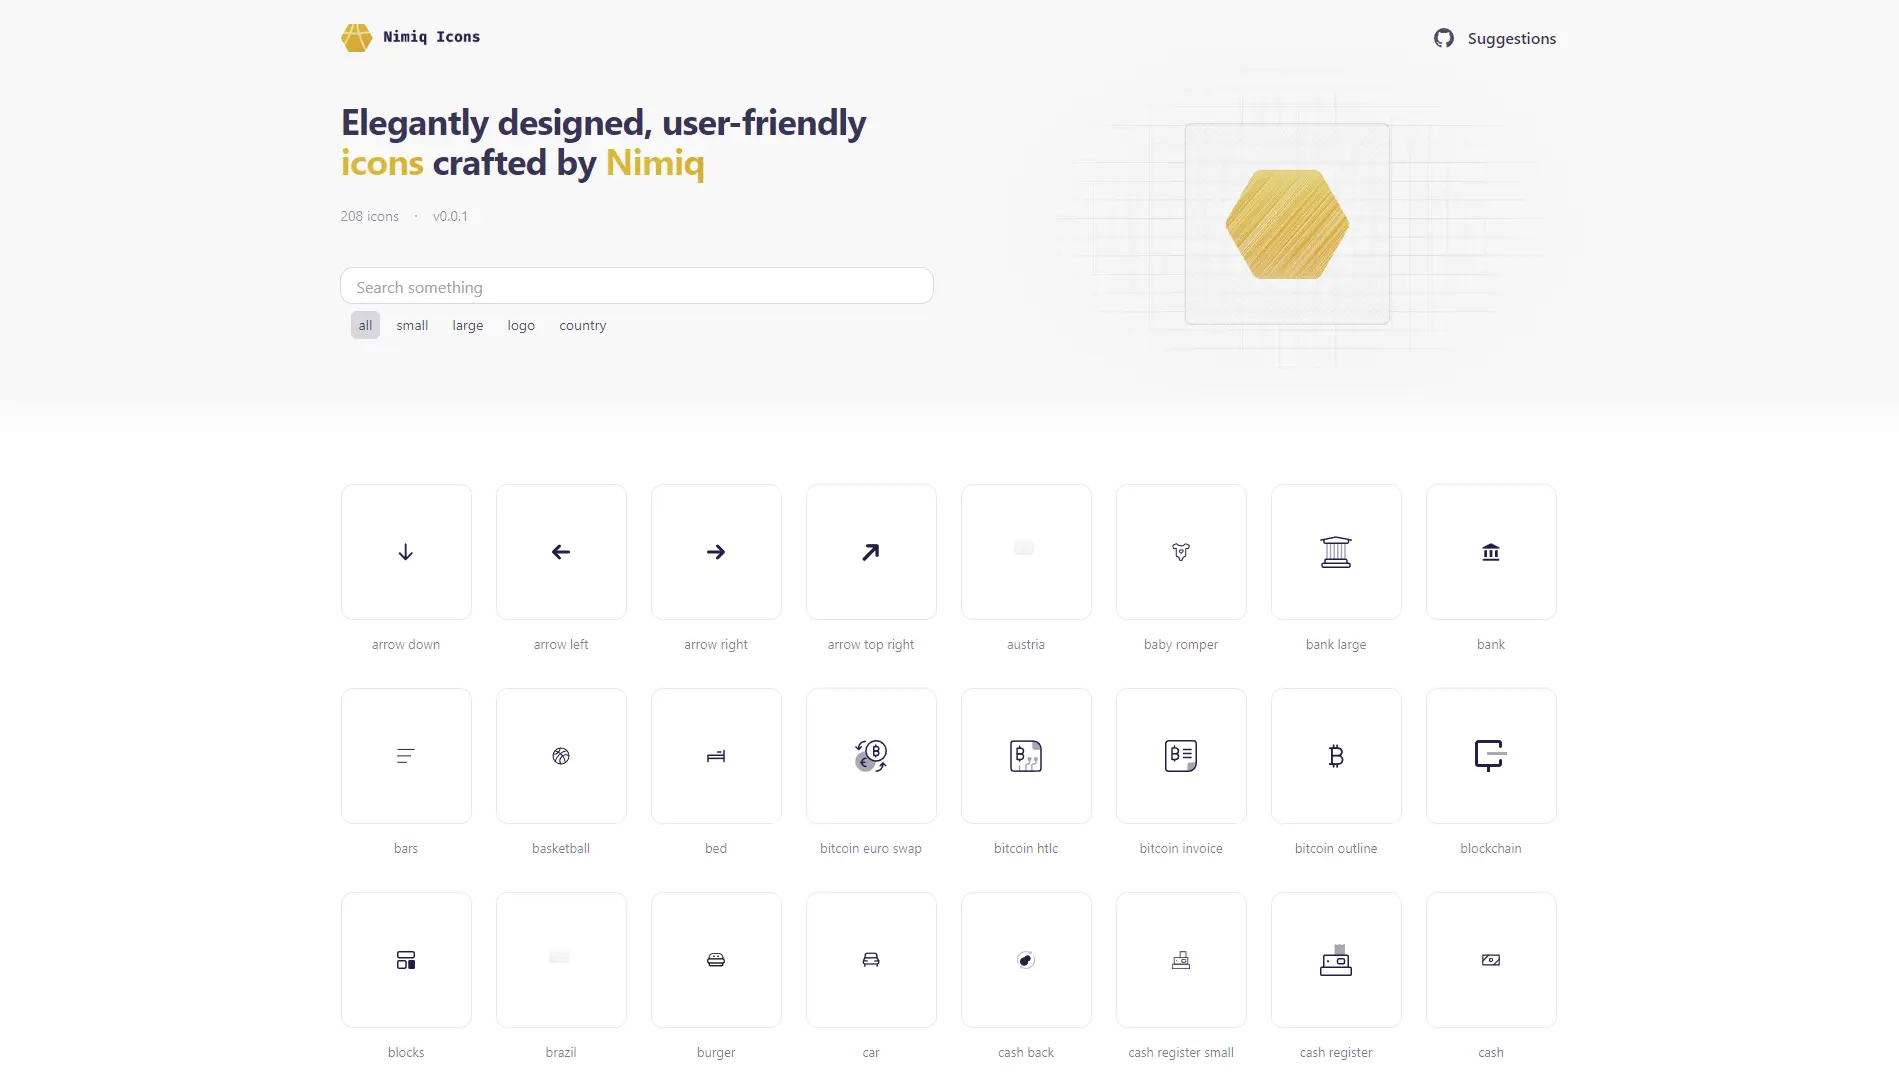 Nimiq Icons
Suggestions
Elegantly designed, user-friendly
icons crafted by Nimiq
208 icons · v0.0.1
Search something
all small large logo country
arrow down arrow left arrow right arrow top right austria baby romper bank large bank
bars basketball bed bitcoin euro swap bitcoin htlc bitcoin invoice bitcoin outline blockchain
blocks brazil burger car cash back cash register small cash register cash